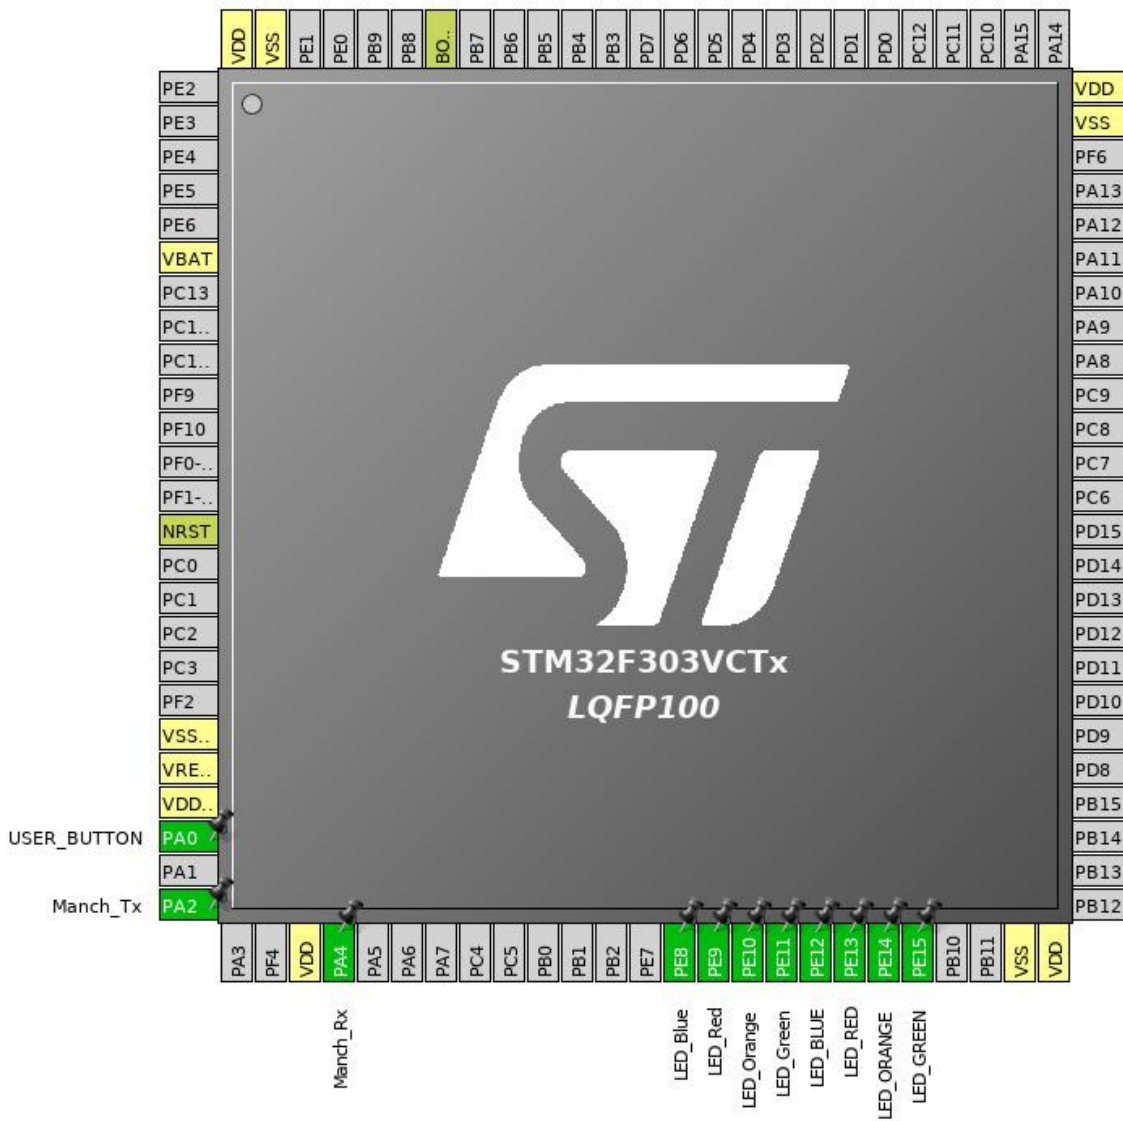 VDD
VSS
PE1
PE0
PB9
PB8
BO..
PB7
PB6
PB5
PB4
PB3
PD7
PD6
PD5
PD4
PD3
PD2
PD1
PD0
PC12
PC11
PC10
PA15
PA14
PE2
PE3
PE4
PE5
PE6
VBAT
PC13
PC1..
PC1..
PF9
PF10
PF0-..
PF1-..
NRST
PC0
PC1
PC2
PC3
PF2
VSS..
VRE..
VDD..
USER_BUTTON PA0
PA1
Manch_Tx PA2
ST
STM32F303VCTx
LQFP100
VDD
VSS
PF6
PA13
PA12
PA11
PA10
PA9
PA8
PC9
PC8
PC7
PC6
PD15
PD14
PD13
PD12
PD11
PD10
PD9
PD8
PB15
PB14
PB13
PB12
PA3
PF4
VDD
PA4
PA5
PA6
PA7
PC4
PC5
PB0
PB1
PB2
PE7
PE8
PE9
PE10
PE11
PE12
PE13
PE14
PE15
PB10
PB11
VSS
VDD
Manch_Rx
LED_Blue
LED_Red
LED_Orange
LED_Green
LED_BLUE
LED_RED
LED_ORANGE
LED_GREEN